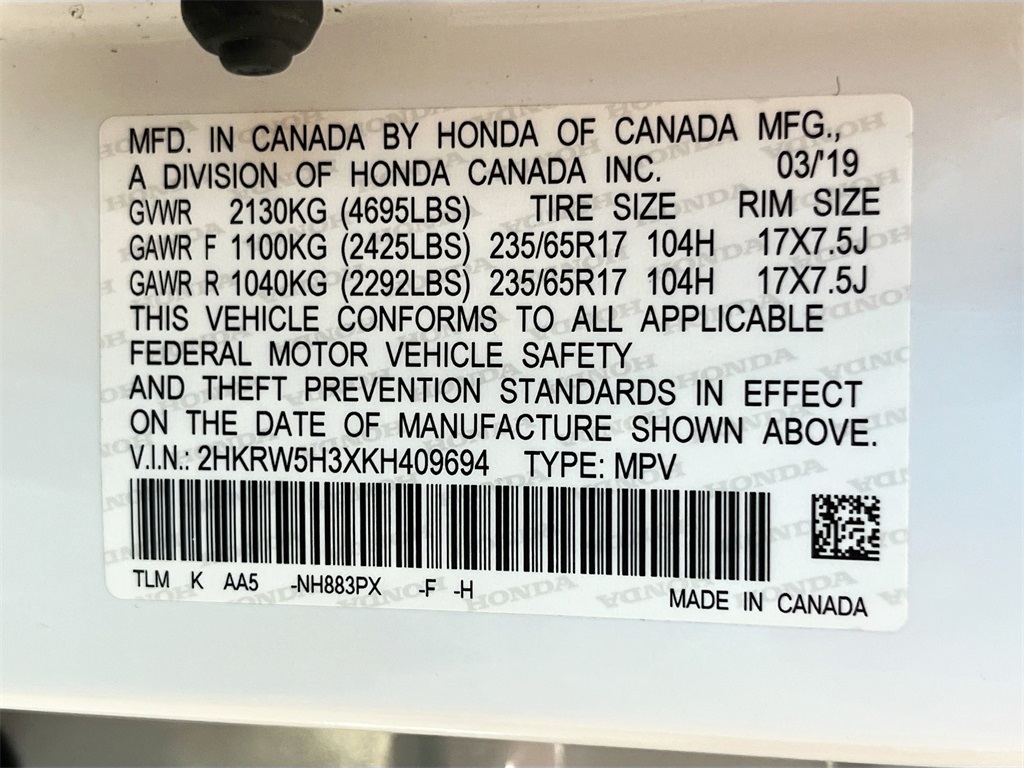 MFD. IN CANADA BY HONDA OF CANADA MFG.,
A DIVISION OF HONDA CANADA INC. 03/'19
GVWR 2130KG (4695LBS) TIRE SIZE RIM SIZE
GAWR F 1100KG (2425LBS) 235/65R17 104H 17X7.5J
GAWR R 1040KG (2292LBS) 235/65R17 104H 17X7.5J
THIS VEHICLE CONFORMS TO ALL APPLICABLE
FEDERAL MOTOR VEHICLE SAFETY
AND THEFT PREVENTION STANDARDS IN EFFECT
ON THE DATE OF MANUFACTURE SHOWN ABOVE.
V.I.N.: 2HKRW5H3XKH409694 TYPE: MPV
TLM K AA5 -NH883PX -F -H
MADE IN CANADA